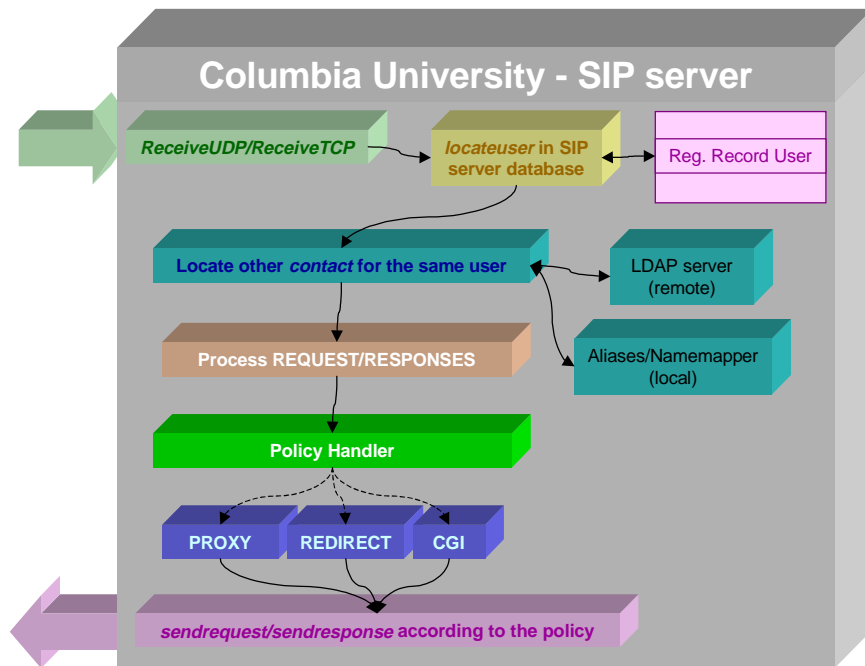 Columbia University - SIP server
ReceiveUDP/ReceiveTCP
locateuser in SIP
server database
Reg. Record User
Locate other contact for the same user
LDAP server
(remote)
Aliases/Namemapper
(local)
Process REQUEST/RESPONSES
Policy Handler
PROXY
REDIRECT
CGI
sendrequest/sendresponse according to the policy